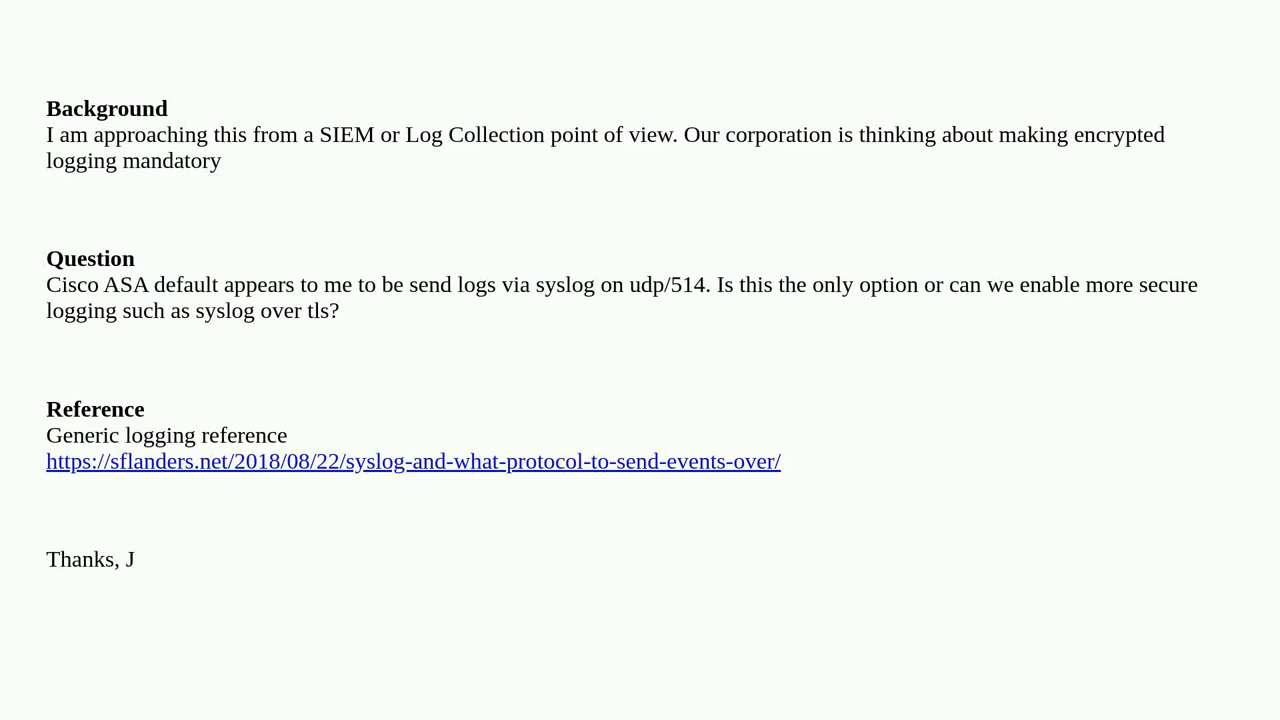 Background
I am approaching this from a SIEM or Log Collection point of view. Our corporation is thinking about making encrypted
logging mandatory
Question
Cisco ASA default appears to me to be send logs via syslog on udp/514. Is this the only option or can we enable more secure
logging such as syslog over tls?
Reference
Generic logging reference
https://sflanders.net/2018/08/22/syslog-and-what-protocol-to-send-events-over/
Thanks, J